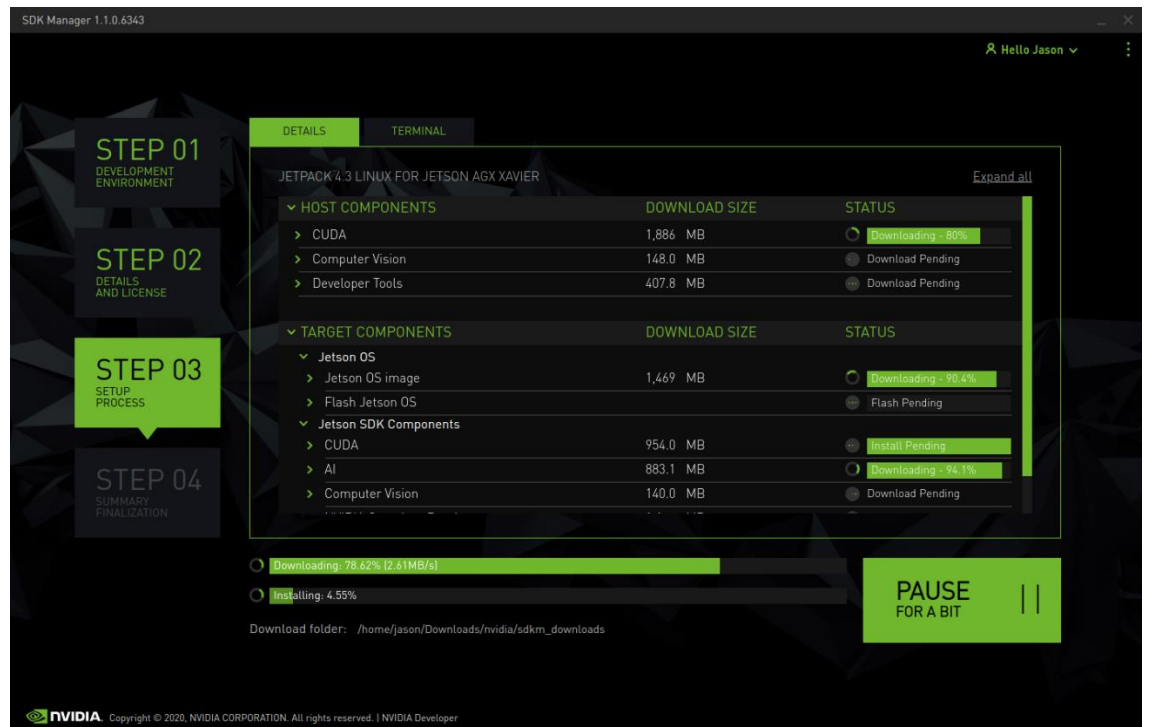 SDK Manager 1.1.0.6343
Hello Jason
STEP 01
DEVELOPMENT
ENVIRONMENT
STEP 02
DETAILS
AND LICENSE
STEP 03
SETUP
PROCESS
STEP 04
SUMMARY
FINALIZATION
DETAILS TERMINAL
JETPACK 4.3 LINUX FOR JETSON AGX XAVIER Expand all
HOST COMPONENTS DOWNLOAD SIZE STATUS
CUDA 1,886 MB Downloading - 80%
Computer Vision 148.0 MB Download Pending
Developer Tools 407.8 MB Download Pending
TARGET COMPONENTS DOWNLOAD SIZE STATUS
Jetson OS
Jetson OS image 1,469 MB Downloading - 90.4%
Flash Jetson OS Flash Pending
Jetson SDK Components
CUDA 954.0 MB Install Pending
AI 883.1 MB Downloading - 94.1%
Computer Vision 140.0 MB Download Pending
Downloading: 78.62% (2.61MB/s)
Installing: 4.55%
Download folder: /home/jason/Downloads/nvidia/sdkm_downloads
PAUSE
FOR A BIT
NVIDIA. Copyright © 2020, NVIDIA CORPORATION. All rights reserved. | NVIDIA Developer